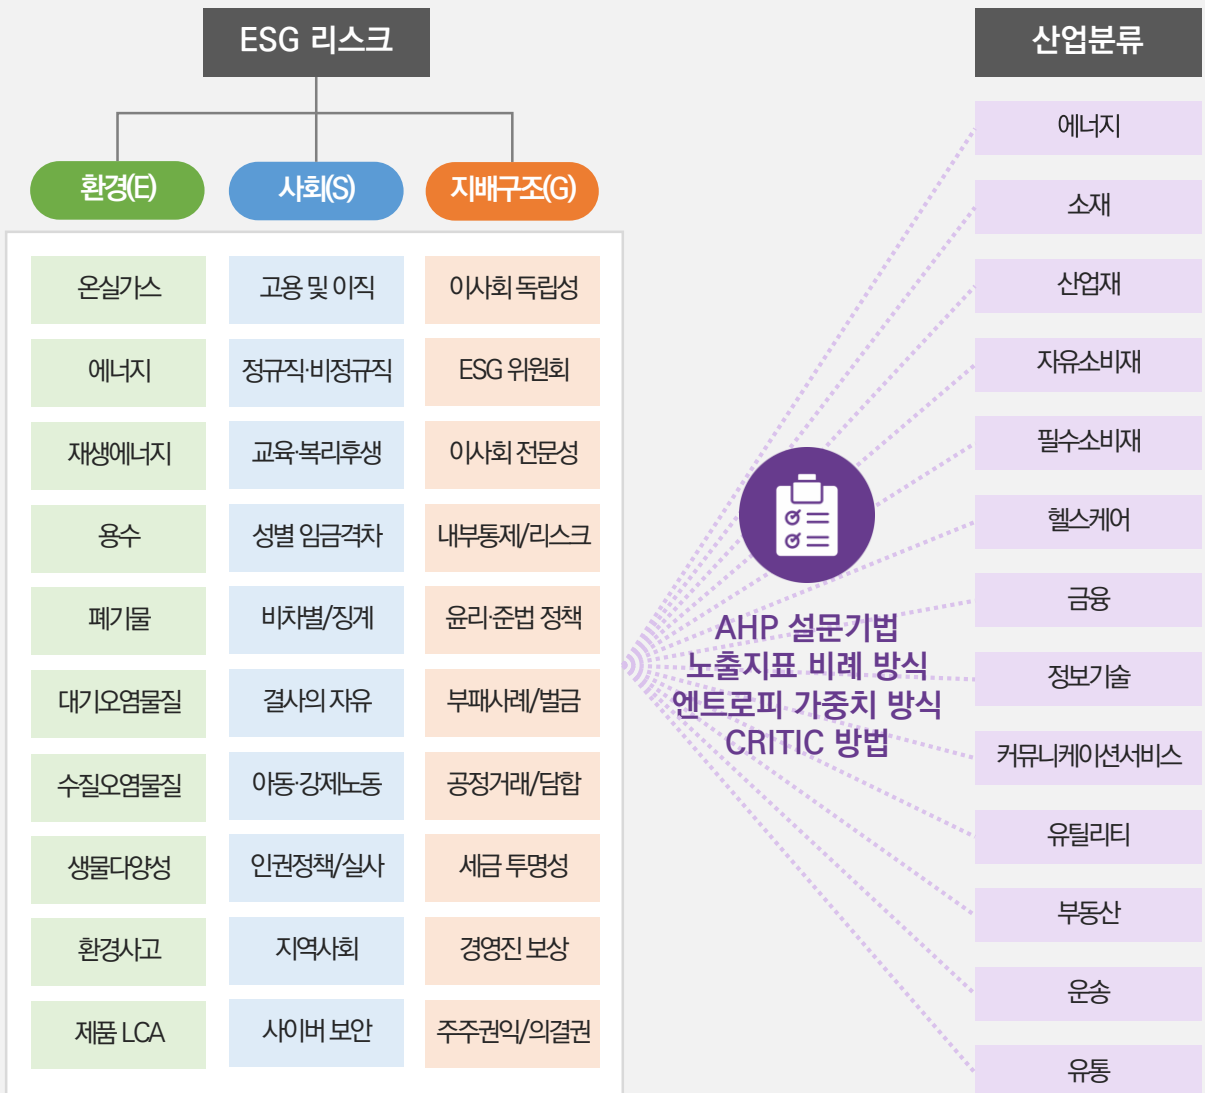 ESG 리스크
환경(E)
사회(S)
지배구조(G)
온실가스
고용 및 이직
이사회 독립성
에너지
정규직·비정규직
ESG 위원회
재생에너지
교육·복리후생
이사회 전문성
용수
성별 임금격차
내부통제/리스크
폐기물
비차별/징계
윤리·준법 정책
대기오염물질
결사의 자유
부패사례/벌금
수질오염물질
아동·강제노동
공정거래/담합
생물다양성
인권정책/실사
세금 투명성
환경사고
지역사회
경영진 보상
제품 LCA
사이버 보안
주주권익/의결권
AHP 설문기법
노출지표 비례 방식
엔트로피 가중치 방식
CRITIC 방법
산업분류
에너지
소재
산업재
자유소비재
필수소비재
헬스케어
금융
정보기술
커뮤니케이션서비스
유틸리티
부동산
운송
유통